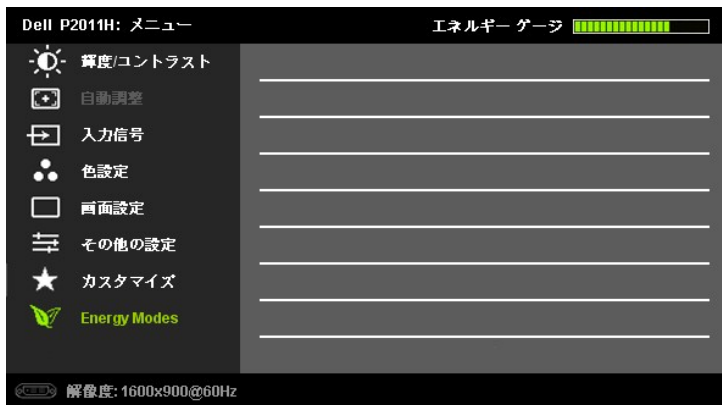 Dell P2011H: メニュー
エネルギー ゲージ
輝度/コントラスト
自動調整
入力信号
色設定
画面設定
その他の設定
カスタマイズ
Energy Modes
解像度: 1600x900@60Hz